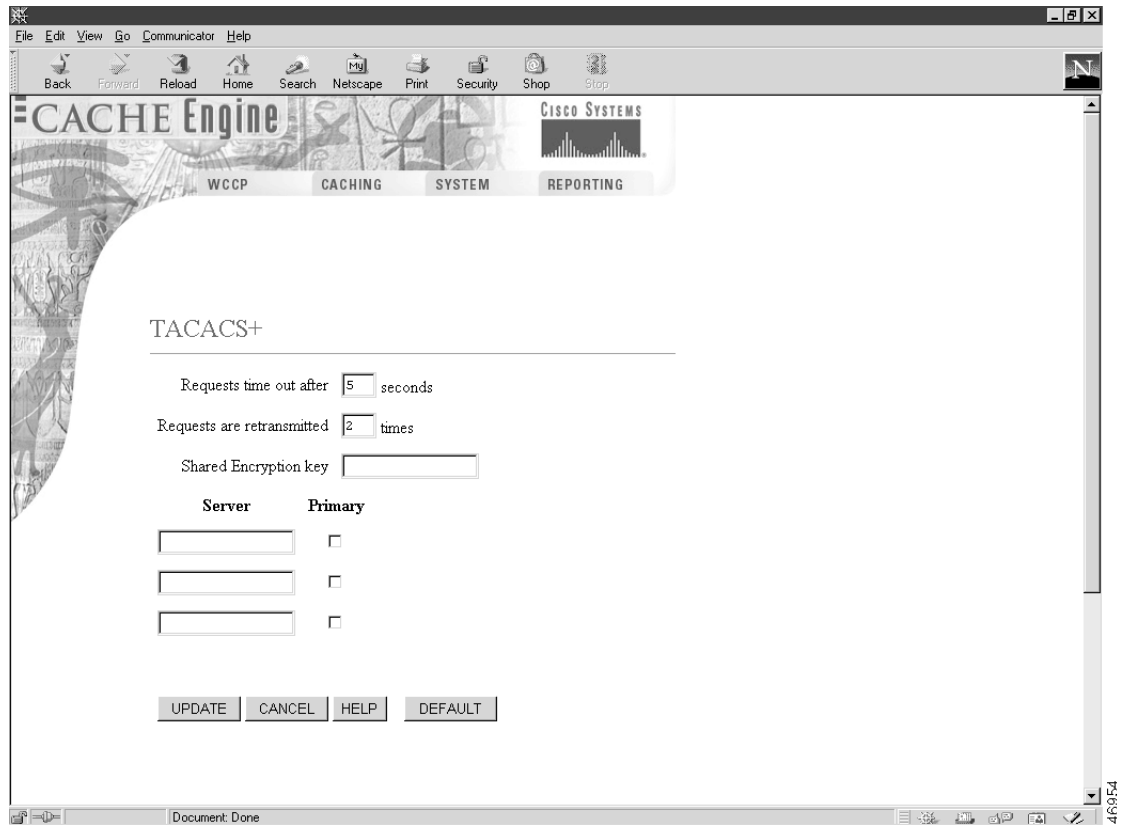 File Edit View Go Communicator Help
My
N
Back Forward Reload Home Search Netscape Print Security Shop Stop
CACHE Engine
CISCO SYSTEMS
WCCP CACHING SYSTEM REPORTING
TACACS+
Requests time out after 5 seconds
Requests are retransmitted 2 times
Shared Encryption key
Server Primary
UPDATE CANCEL HELP DEFAULT
Document: Done
46954